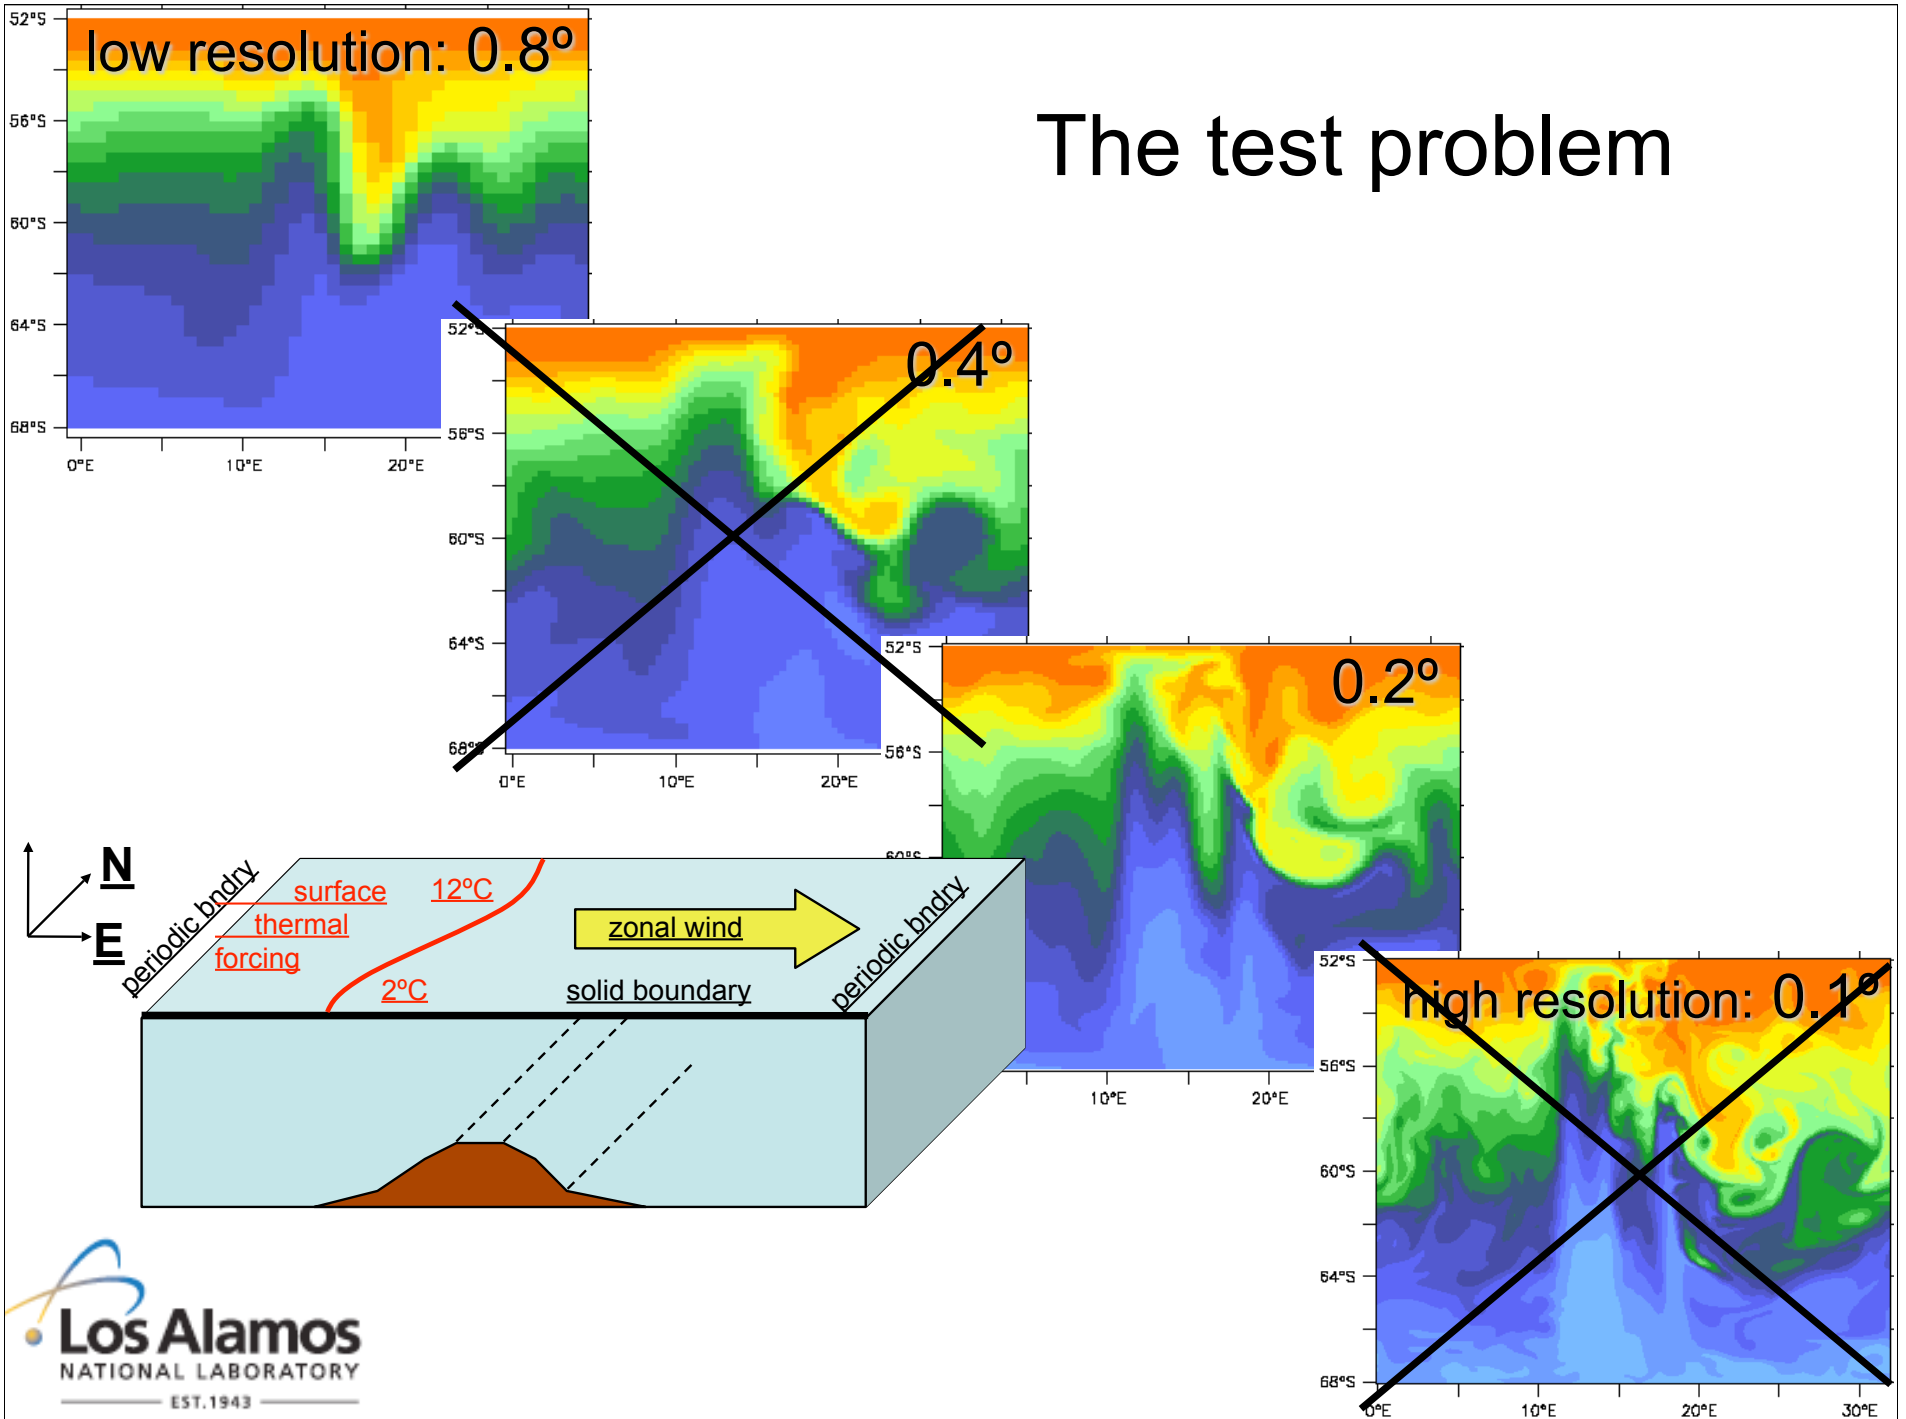 low resolution: 0.8º
The test problem
52°S
56°S
60°S
64°S
68°S
0°E
10°E
20°E
0.4º
52°S
56°S
60°S
64°S
68°S
0°E
10°E
20°E
0.2º
52°S
56°S
60°S
10°E
20°E
high resolution: 0.1º
52°S
56°S
60°S
64°S
68°S
0°E
10°E
20°E
30°E
N
E
periodic bndry
surface
thermal
forcing
12ºC
2ºC
zonal wind
solid boundary
periodic bndry
Los Alamos
NATIONAL LABORATORY
EST.1943